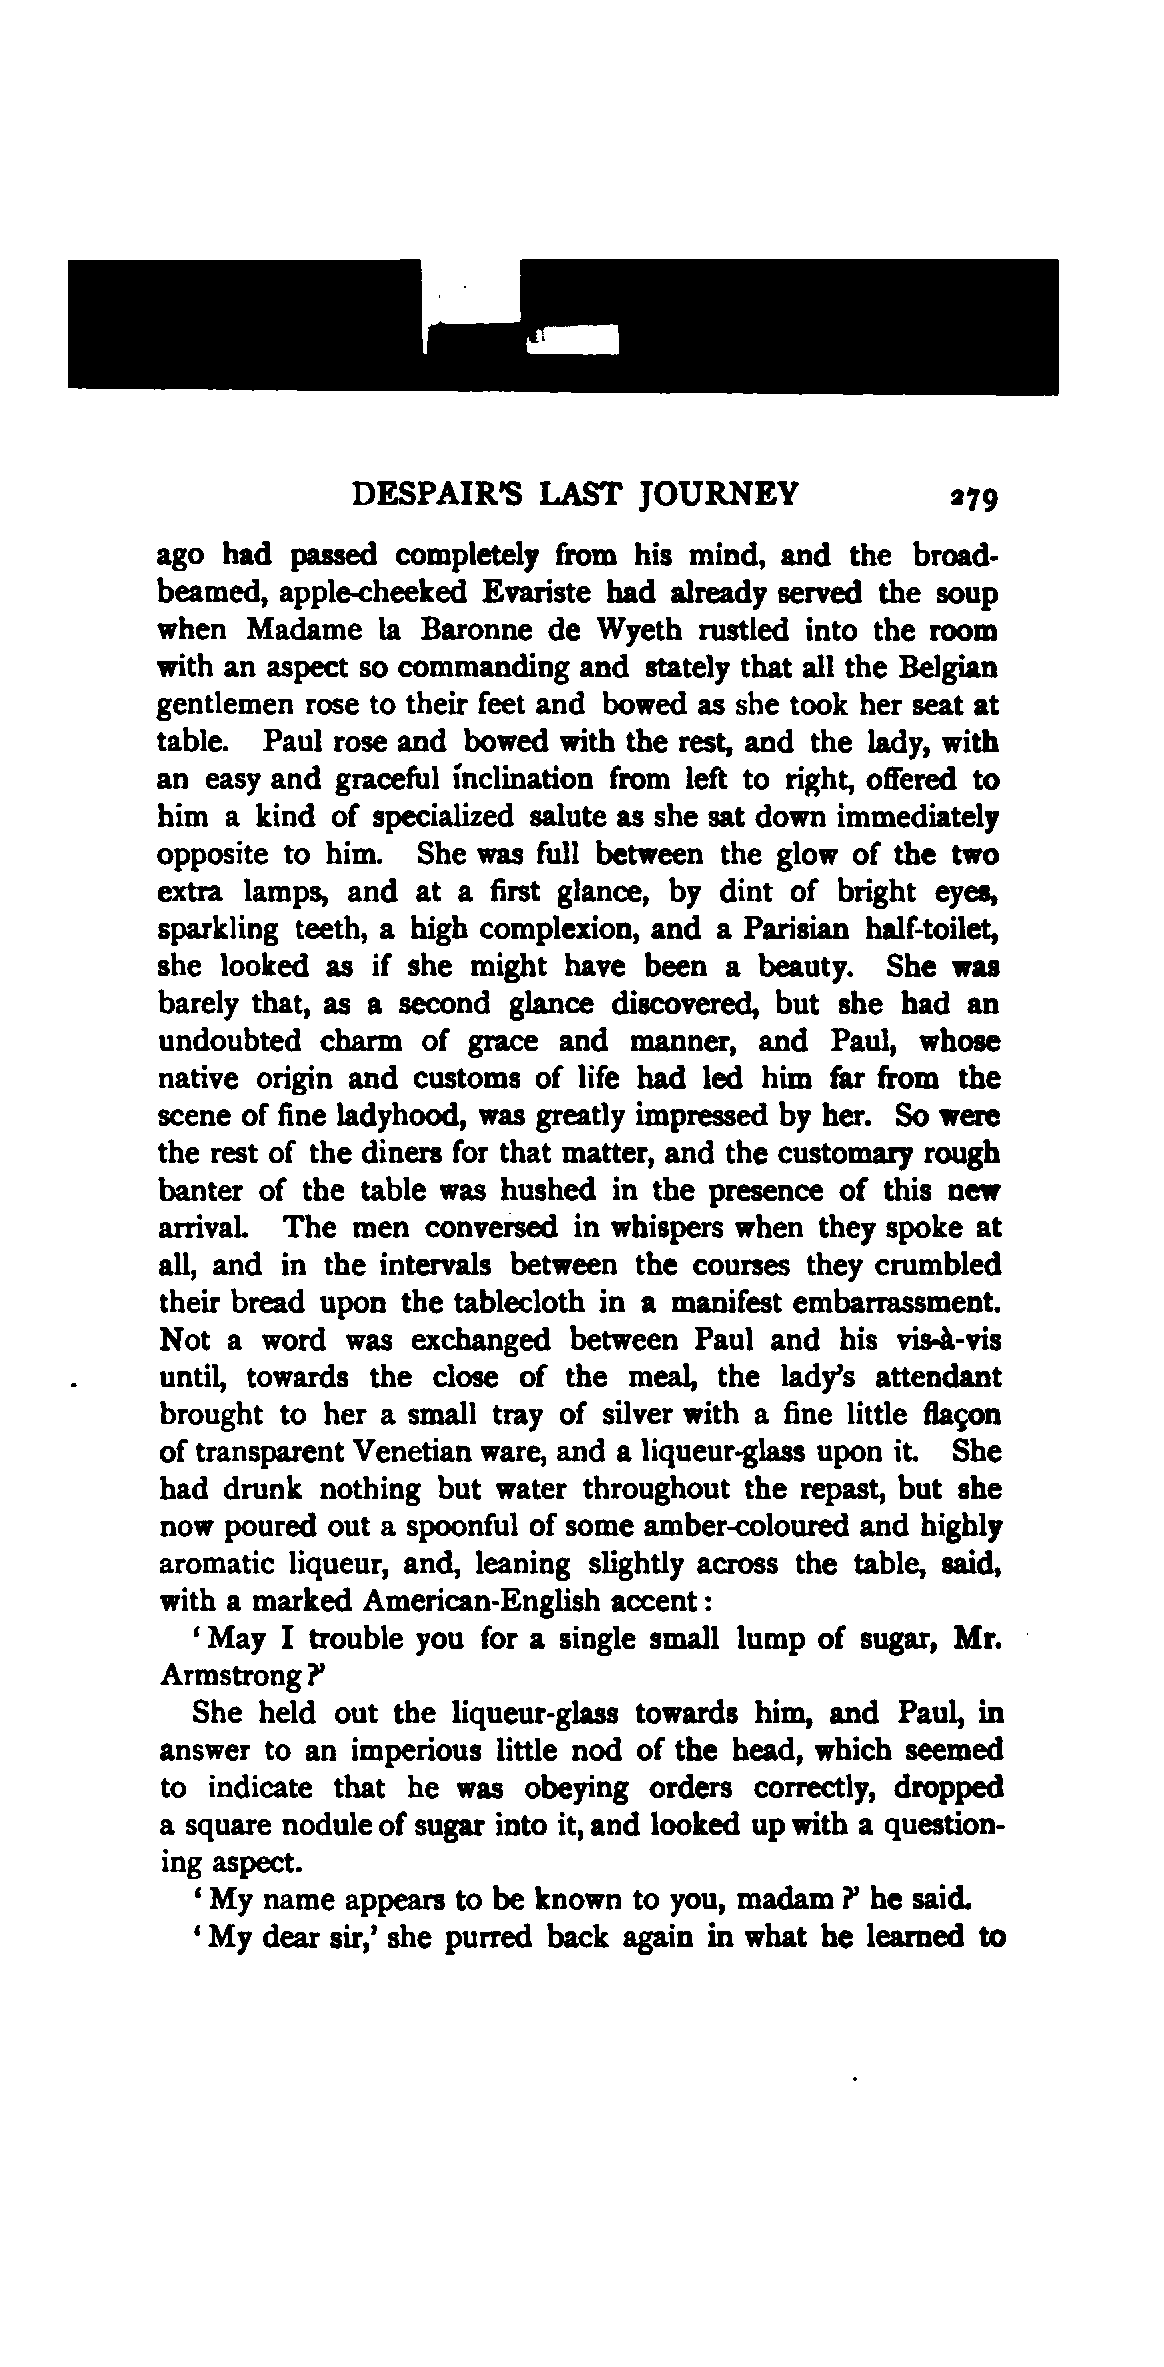 DESPAIR'S LAST JOURNEY 279
ago had passed completely from his mind, and the broad-
beamed, apple-cheeked Evariste had already served the soup
when Madame la Baronne de Wyeth rustled into the room
with an aspect so commanding and stately that all the Belgian
gentlemen rose to their feet and bowed as she took her seat at
table. Paul rose and bowed with the rest, and the lady, with
an easy and graceful inclination from left to right, offered to
him a kind of specialized salute as she sat down immediately
opposite to him. She was full between the glow of the two
extra lamps, and at a first glance, by dint of bright eyes,
sparkling teeth, a high complexion, and a Parisian half-toilet,
she looked as if she might have been a beauty. She was
barely that, as a second glance discovered, but she had an
undoubted charm of grace and manner, and Paul, whose
native origin and customs of life had led him far from the
scene of fine ladyhood, was greatly impressed by her. So were
the rest of the diners for that matter, and the customary rough
banter of the table was hushed in the presence of this new
arrival. The men conversed in whispers when they spoke at
all, and in the intervals between the courses they crumbled
their bread upon the tablecloth in a manifest embarrassment.
Not a word was exchanged between Paul and his vis-à-vis
until, towards the close of the meal, the lady's attendant
brought to her a small tray of silver with a fine little flaçon
of transparent Venetian ware, and a liqueur-glass upon it. She
had drunk nothing but water throughout the repast, but she
now poured out a spoonful of some amber-coloured and highly
aromatic liqueur, and, leaning slightly across the table, said,
with a marked American-English accent:
'May I trouble you for a single small lump of sugar, Mr.
Armstrong?'
She held out the liqueur-glass towards him, and Paul, in
answer to an imperious little nod of the head, which seemed
to indicate that he was obeying orders correctly, dropped
a square nodule of sugar into it, and looked up with a question-
ing aspect.
'My name appears to be known to you, madam?' he said.
'My dear sir,' she purred back again in what he learned to